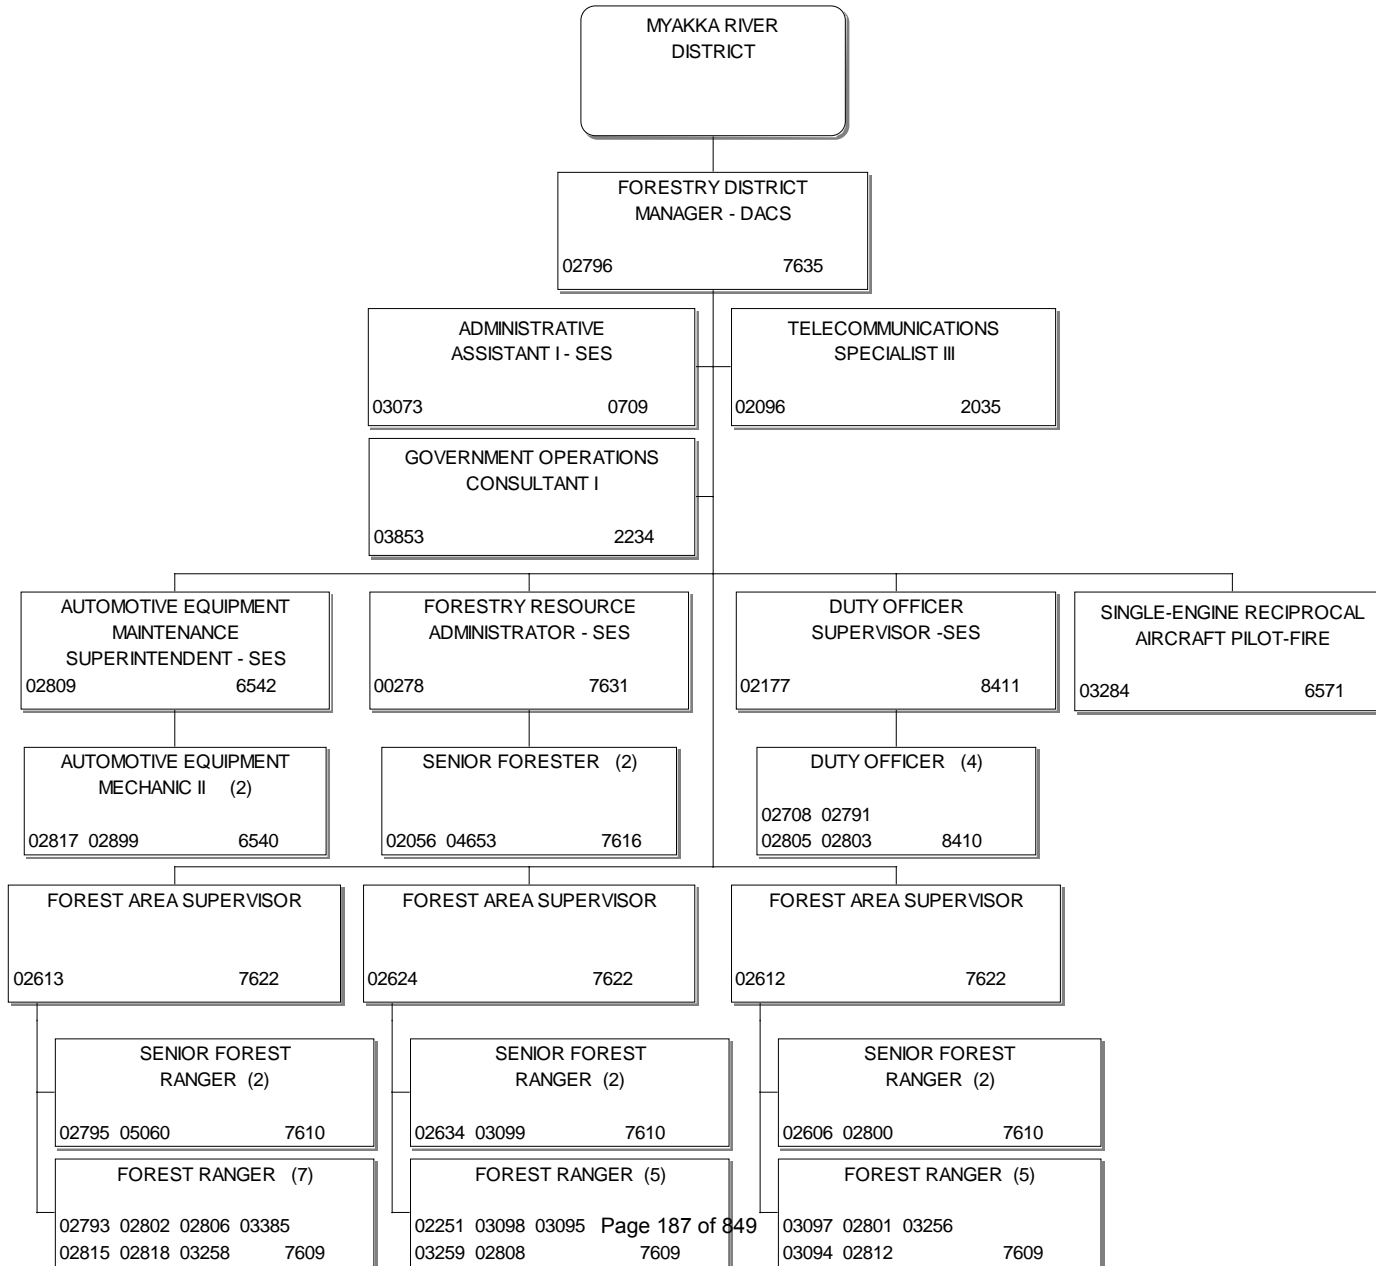 MYAKKA RIVER
DISTRICT
FORESTRY DISTRICT
MANAGER - DACS
02796 7635
ADMINISTRATIVE
ASSISTANT I - SES
03073 0709
TELECOMMUNICATIONS
SPECIALIST III
02096 2035
GOVERNMENT OPERATIONS
CONSULTANT I
03853 2234
AUTOMOTIVE EQUIPMENT
MAINTENANCE
SUPERINTENDENT - SES
02809 6542
FORESTRY RESOURCE
ADMINISTRATOR - SES
00278 7631
DUTY OFFICER
SUPERVISOR -SES
02177 8411
SINGLE-ENGINE RECIPROCAL
AIRCRAFT PILOT-FIRE
03284 6571
AUTOMOTIVE EQUIPMENT
MECHANIC II (2)
02817 02899 6540
SENIOR FORESTER (2)
02056 04653 7616
DUTY OFFICER (4)
02708 02791
02805 02803 8410
FOREST AREA SUPERVISOR
02613 7622
FOREST AREA SUPERVISOR
02624 7622
FOREST AREA SUPERVISOR
02612 7622
SENIOR FOREST
RANGER (2)
02795 05060 7610
SENIOR FOREST
RANGER (2)
02634 03099 7610
SENIOR FOREST
RANGER (2)
02606 02800 7610
FOREST RANGER (7)
02793 02802 02806 03385
02815 02818 03258 7609
FOREST RANGER (5)
02251 03098 03095
03259 02808 7609
FOREST RANGER (5)
03097 02801 03256
03094 02812 7609
Page 187 of 849